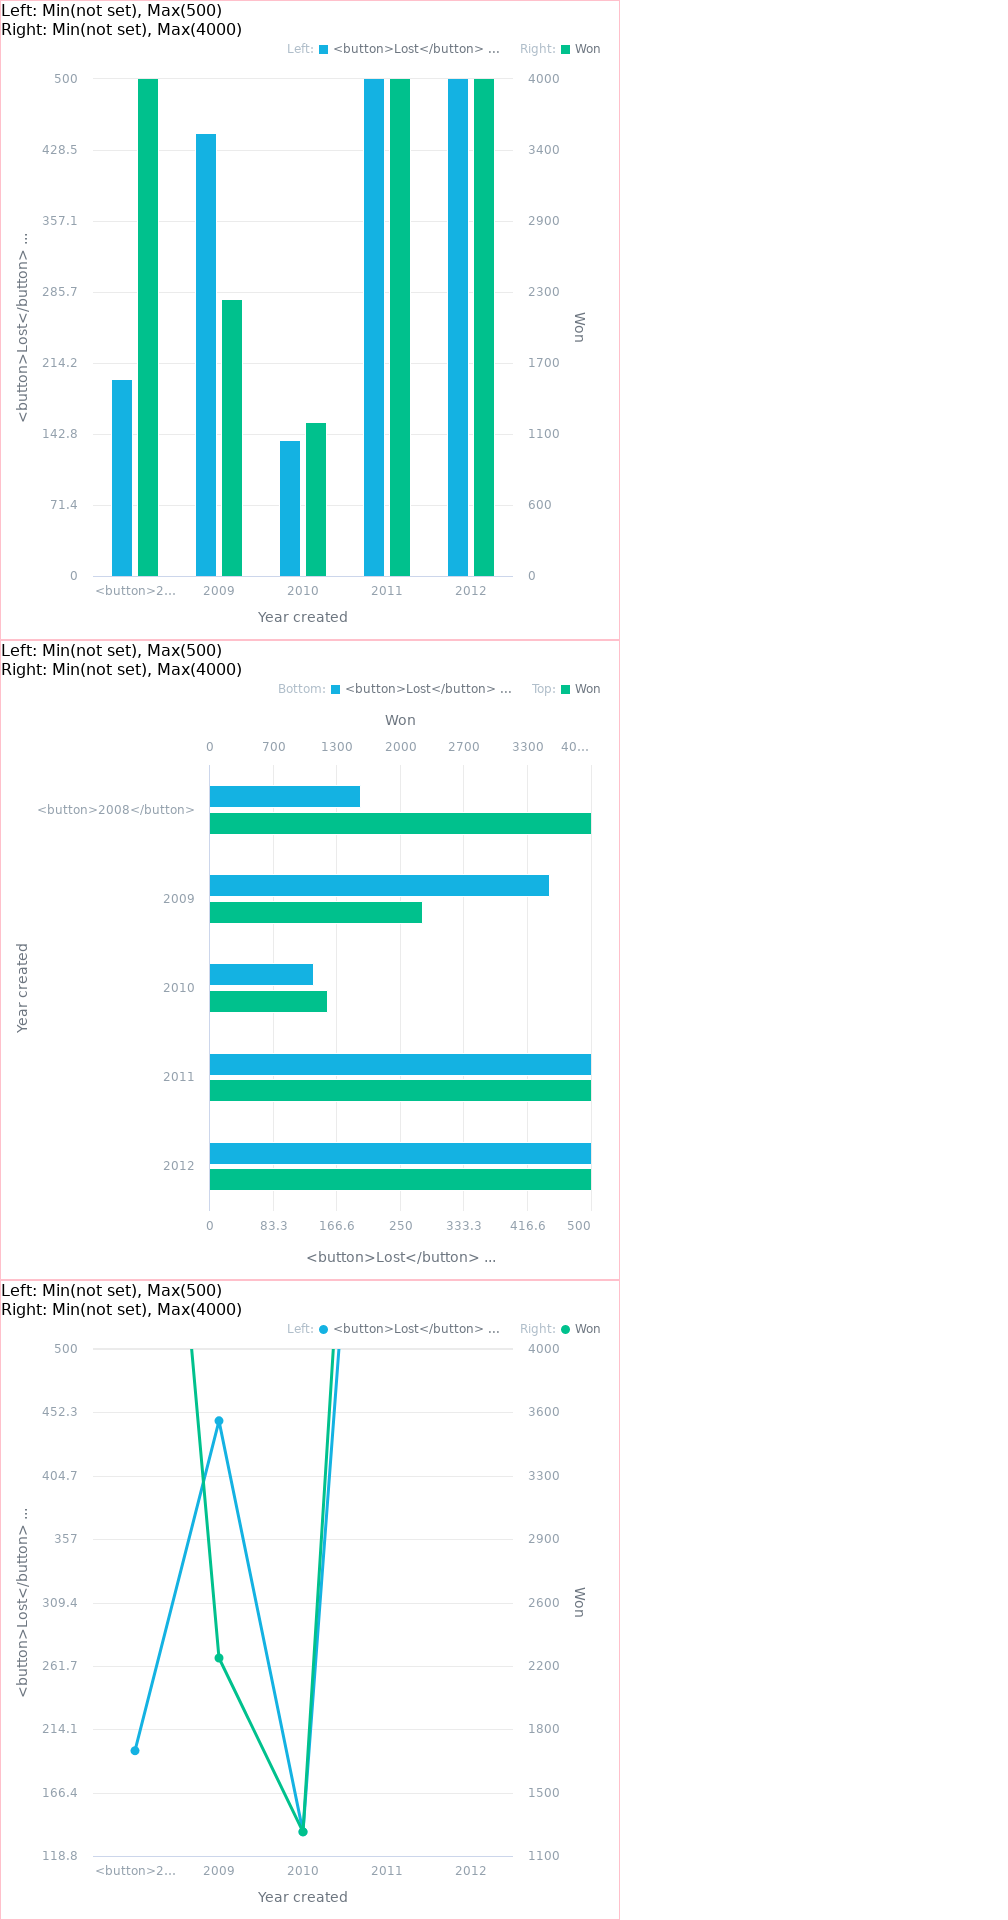 Left: Min(not set), Max(500)
Right: Min(not set), Max(4000)
Left: <button>Lost</button> ... Right: Won
500 4000
428.5 3400
357.1 2900
285.7 2300
214.2 1700
142.8 1100
71.4 600
0 0
<button>Lost</button> ...
Won
<button>2... 2009 2010 2011 2012
Year created
Left: Min(not set), Max(500)
Right: Min(not set), Max(4000)
Bottom: <button>Lost</button> ... Top: Won
Won
0 700 1300 2000 2700 3300 40...
<button>2008</button>
2009
2010
2011
2012
Year created
0 83.3 166.6 250 333.3 416.6 500
<button>Lost</button> ...
Left: Min(not set), Max(500)
Right: Min(not set), Max(4000)
Left: <button>Lost</button> ... Right: Won
500 4000
452.3 3600
404.7 3300
357 2900
309.4 2600
261.7 2200
214.1 1800
166.4 1500
118.8 1100
<button>Lost</button> ...
Won
<button>2... 2009 2010 2011 2012
Year created